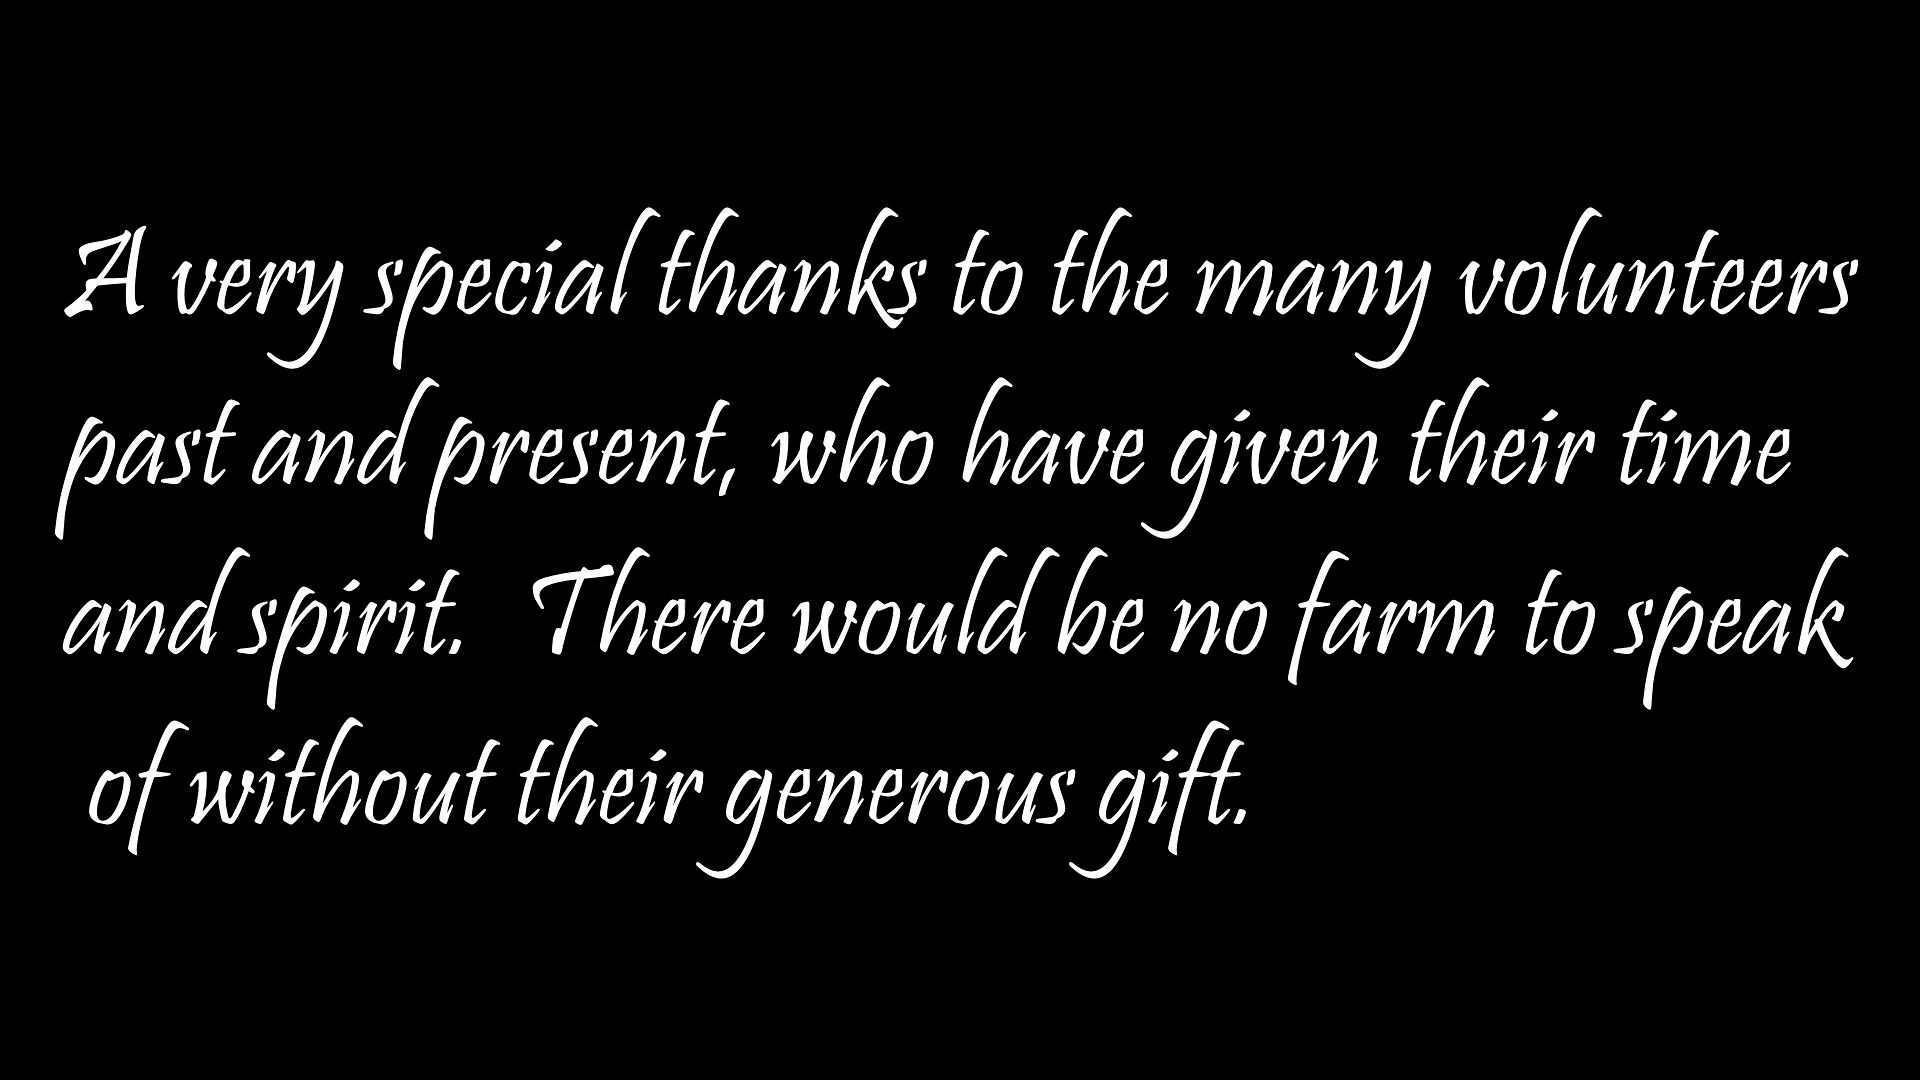 A very special thanks to the many volunteers
past and present, who have given their time
and spirit.  There would be no farm to speak
of without their generous gift.